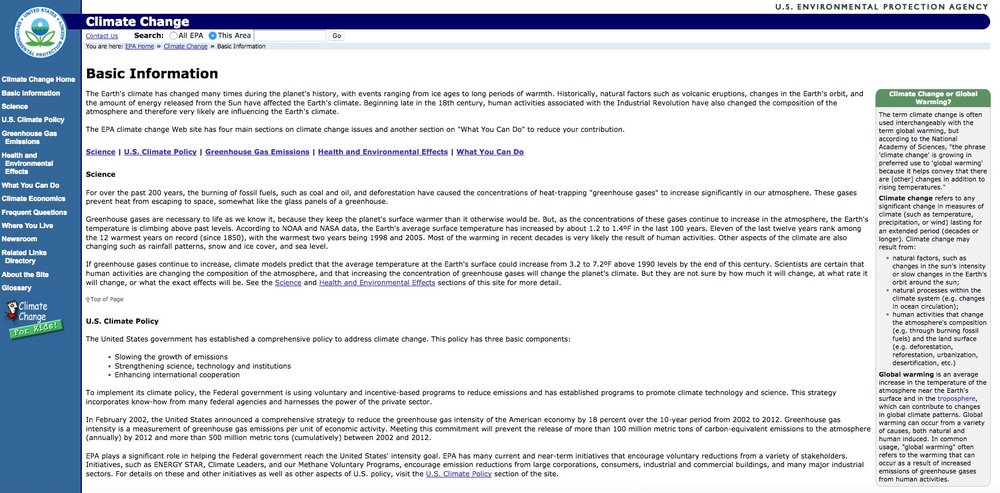 U.S. ENVIRONMENTAL PROTECTION AGENCY
UNITED STATES
ENVIRONMENTAL PROTECTION AGENCY
Climate Change
Contact Us Search: All EPA This Area Go
You are here: EPA Home » Climate Change » Basic Information
Climate Change Home
Basic Information
Science
U.S. Climate Policy
Greenhouse Gas
Emissions
Health and
Environmental
Effects
What You Can Do
Climate Economics
Frequent Questions
Where You Live
Newsroom
Related Links
Directory
About the Site
Glossary
Climate
Change
For Kids!
Basic Information
The Earth's climate has changed many times during the planet's history, with events ranging from ice ages to long periods of warmth. Historically, natural factors such as volcanic eruptions, changes in the Earth's orbit, and
the amount of energy released from the Sun have affected the Earth's climate. Beginning late in the 18th century, human activities associated with the Industrial Revolution have also changed the composition of the
atmosphere and therefore very likely are influencing the Earth's climate.
The EPA climate change Web site has four main sections on climate change issues and another section on "What You Can Do" to reduce your contribution.
Science | U.S. Climate Policy | Greenhouse Gas Emissions | Health and Environmental Effects | What You Can Do
Science
For over the past 200 years, the burning of fossil fuels, such as coal and oil, and deforestation have caused the concentrations of heat-trapping "greenhouse gases" to increase significantly in our atmosphere. These gases
prevent heat from escaping to space, somewhat like the glass panels of a greenhouse.
Greenhouse gases are necessary to life as we know it, because they keep the planet's surface warmer than it otherwise would be. But, as the concentrations of these gases continue to increase in the atmosphere, the Earth's
temperature is climbing above past levels. According to NOAA and NASA data, the Earth's average surface temperature has increased by about 1.2 to 1.4ºF in the last 100 years. Eleven of the last twelve years rank among
the 12 warmest years on record (since 1850), with the warmest two years being 1998 and 2005. Most of the warming in recent decades is very likely the result of human activities. Other aspects of the climate are also
changing such as rainfall patterns, snow and ice cover, and sea level.
If greenhouse gases continue to increase, climate models predict that the average temperature at the Earth's surface could increase from 3.2 to 7.2ºF above 1990 levels by the end of this century. Scientists are certain that
human activities are changing the composition of the atmosphere, and that increasing the concentration of greenhouse gases will change the planet's climate. But they are not sure by how much it will change, at what rate it
will change, or what the exact effects will be. See the Science and Health and Environmental Effects sections of this site for more detail.
⇧Top of Page
U.S. Climate Policy
The United States government has established a comprehensive policy to address climate change. This policy has three basic components:
• Slowing the growth of emissions
• Strengthening science, technology and institutions
• Enhancing international cooperation
To implement its climate policy, the Federal government is using voluntary and incentive-based programs to reduce emissions and has established programs to promote climate technology and science. This strategy
incorporates know-how from many federal agencies and harnesses the power of the private sector.
In February 2002, the United States announced a comprehensive strategy to reduce the greenhouse gas intensity of the American economy by 18 percent over the 10-year period from 2002 to 2012. Greenhouse gas
intensity is a measurement of greenhouse gas emissions per unit of economic activity. Meeting this commitment will prevent the release of more than 100 million metric tons of carbon-equivalent emissions to the atmosphere
(annually) by 2012 and more than 500 million metric tons (cumulatively) between 2002 and 2012.
EPA plays a significant role in helping the Federal government reach the United States' intensity goal. EPA has many current and near-term initiatives that encourage voluntary reductions from a variety of stakeholders.
Initiatives, such as ENERGY STAR, Climate Leaders, and our Methane Voluntary Programs, encourage emission reductions from large corporations, consumers, industrial and commercial buildings, and many major industrial
sectors. For details on these and other initiatives as well as other aspects of U.S. policy, visit the U.S. Climate Policy section of the site.
Climate Change or Global
Warming?
The term climate change is often
used interchangeably with the
term global warming, but
according to the National
Academy of Sciences, "the phrase
'climate change' is growing in
preferred use to 'global warming'
because it helps convey that there
are [other] changes in addition to
rising temperatures."
Climate change refers to any
significant change in measures of
climate (such as temperature,
precipitation, or wind) lasting for
an extended period (decades or
longer). Climate change may
result from:
• natural factors, such as
changes in the sun's intensity
or slow changes in the Earth's
orbit around the sun;
• natural processes within the
climate system (e.g. changes
in ocean circulation);
• human activities that change
the atmosphere's composition
(e.g. through burning fossil
fuels) and the land surface
(e.g. deforestation,
reforestation, urbanization,
desertification, etc.)
Global warming is an average
increase in the temperature of the
atmosphere near the Earth's
surface and in the troposphere,
which can contribute to changes
in global climate patterns. Global
warming can occur from a variety
of causes, both natural and
human induced. In common
usage, "global warming" often
refers to the warming that can
occur as a result of increased
emissions of greenhouse gases
from human activities.